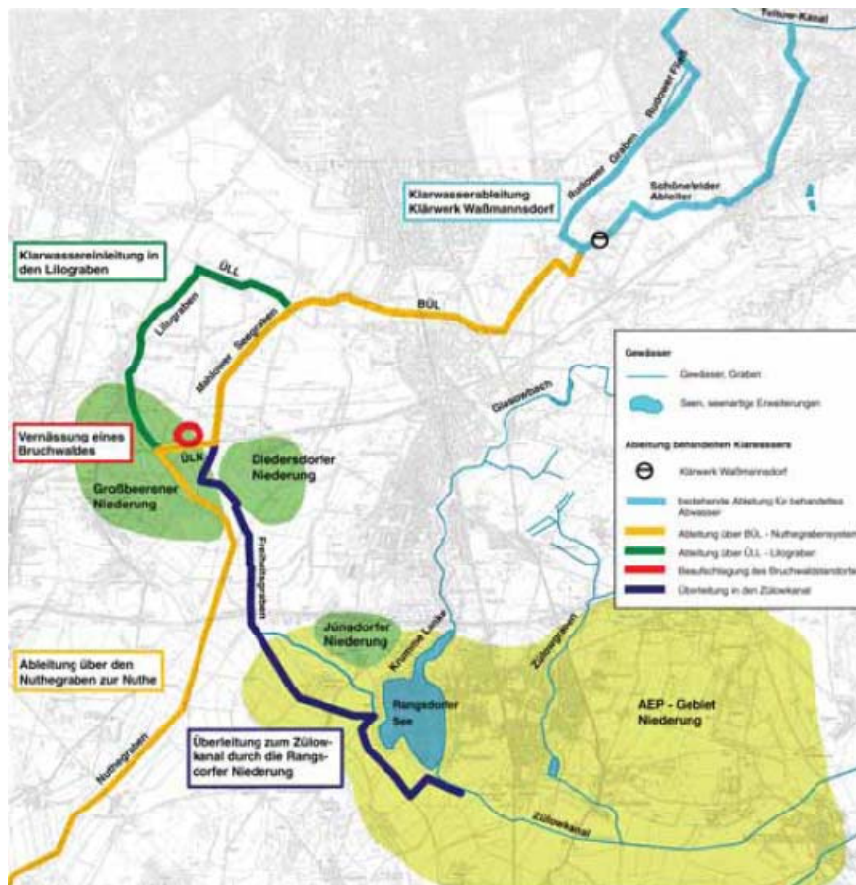 Teltow-Kanal
Rudower Fließ
Rudower Graben
Schönefelder
Ableiter
Klarwasserableitung
Klärwerk Waßmannsdorf
Klarwassereinleitung in
den Lilograben
ÜLL
Lilograben
BÜL
Mahlower Seegraben
Glasowbach
Gewässer
Gewässer, Graben
Seen, seenartige Erweiterungen
Ableitung behandelten Klarwassers
Klärwerk Waßmannsdorf
bestehende Ableitung für behandeltes
Abwasser
Ableitung über BÜL - Nuthegrabensystem
Ableitung über ÜLL - Lilograben
Beaufschlagung des Bruchwaldstandortes
Überleitung in den Zülowkanal
Vernässung eines
Bruchwaldes
ÜLK
Diedersdorfer
Niederung
Großbeerener
Niederung
Freiheitsgraben
Jünsdorfer
Niederung
Krumme Lanke
Zülowgraben
Ableitung über den
Nuthegraben zur Nuthe
Rangsdorfer
See
AEP - Gebiet
Niederung
Überleitung zum Zülow-
kanal durch die Rangs-
dorfer Niederung
Nuthegraben
Zülowkanal